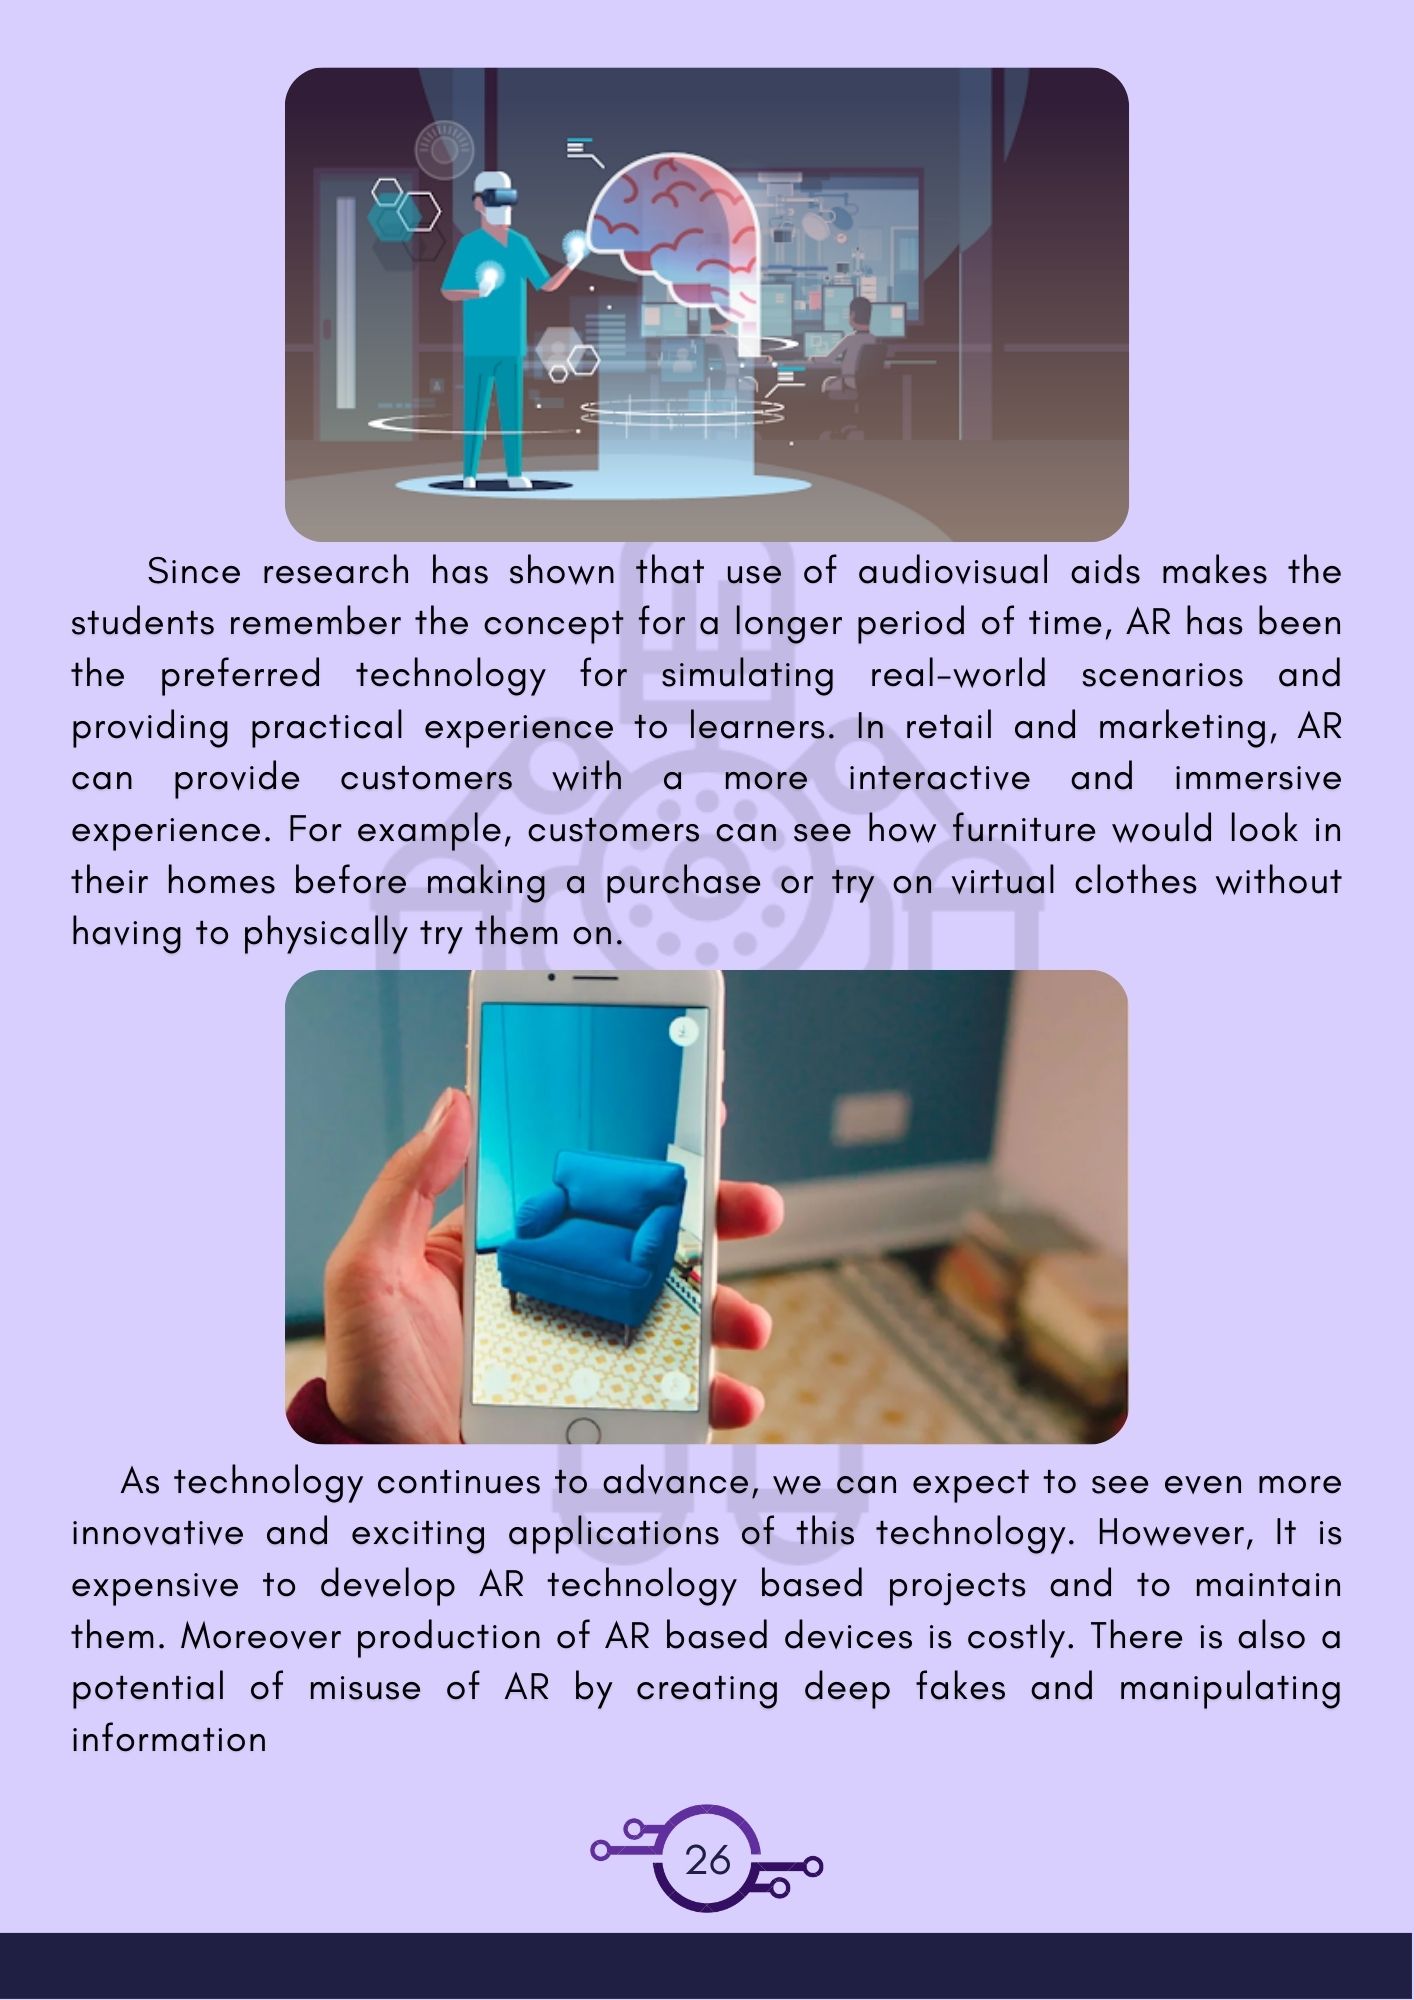 Since research has shown that use of audiovisual aids makes the
students remember the concept for a longer period of time, AR has been
the preferred technology for simulating real-world scenarios and
providing practical experience to learners. In retail and marketing, AR
can provide customers with a more interactive and immersive
experience. For example, customers can see how furniture would look in
their homes before making a purchase or try on virtual clothes without
having to physically try them on.
As technology continues to advance, we can expect to see even more
innovative and exciting applications of this technology. However, It is
expensive to develop AR technology based projects and to maintain
them. Moreover production of AR based devices is costly. There is also a
potential of misuse of AR by creating deep fakes and manipulating
information
26